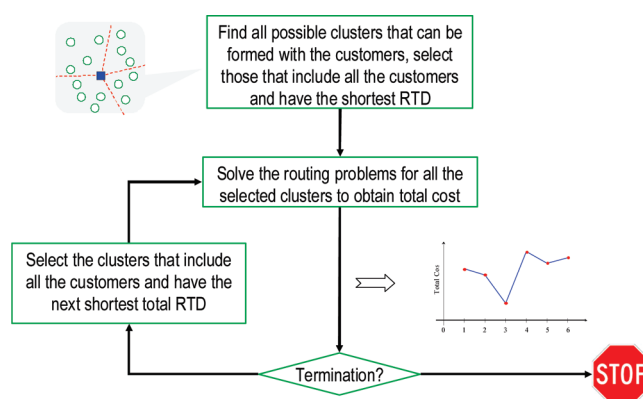 Find all possible clusters that can be
formed with the customers, select
those that include all the customers
and have the shortest RTD
Solve the routing problems for all the
selected clusters to obtain total cost
Select the clusters that include
all the customers and have the
next shortest total RTD
Total Cos
0 1 2 3 4 5 6
Termination?
STOP